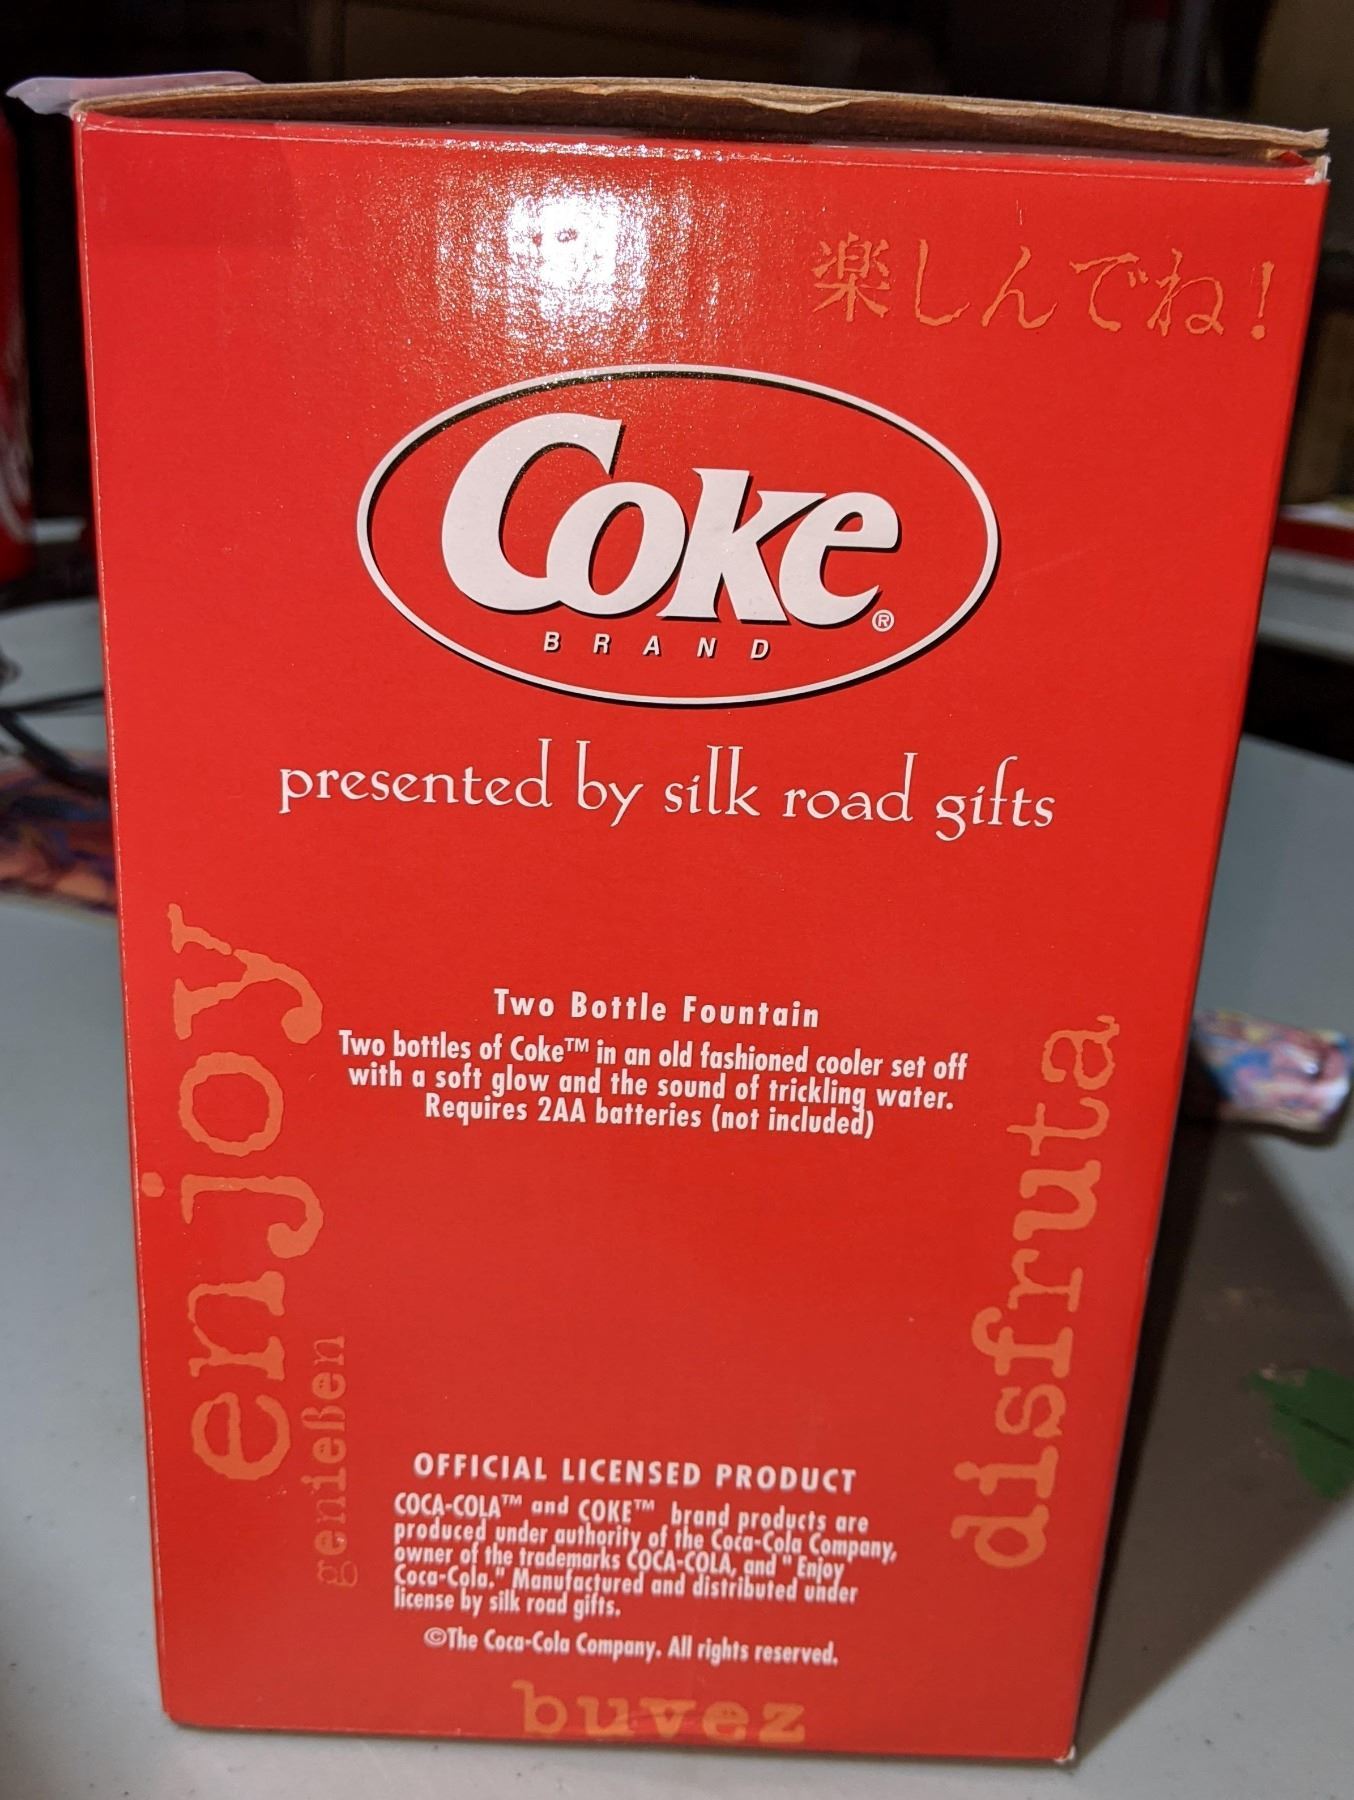 楽しんでね!
Coke®
BRAND
presented by silk road gifts
enjoy
Two Bottle Fountain
Two bottles of Coke™ in an old fashioned cooler set off
with a soft glow and the sound of trickling water.
Requires 2AA batteries (not included)
disfruta
genießen
OFFICIAL LICENSED PRODUCT
COCA-COLA™ and COKE™ brand products are
produced under authority of the Coca-Cola Company,
owner of the trademarks COCA-COLA, and "Enjoy
Coca-Cola." Manufactured and distributed under
license by silk road gifts.
©The Coca-Cola Company. All rights reserved.
buvez